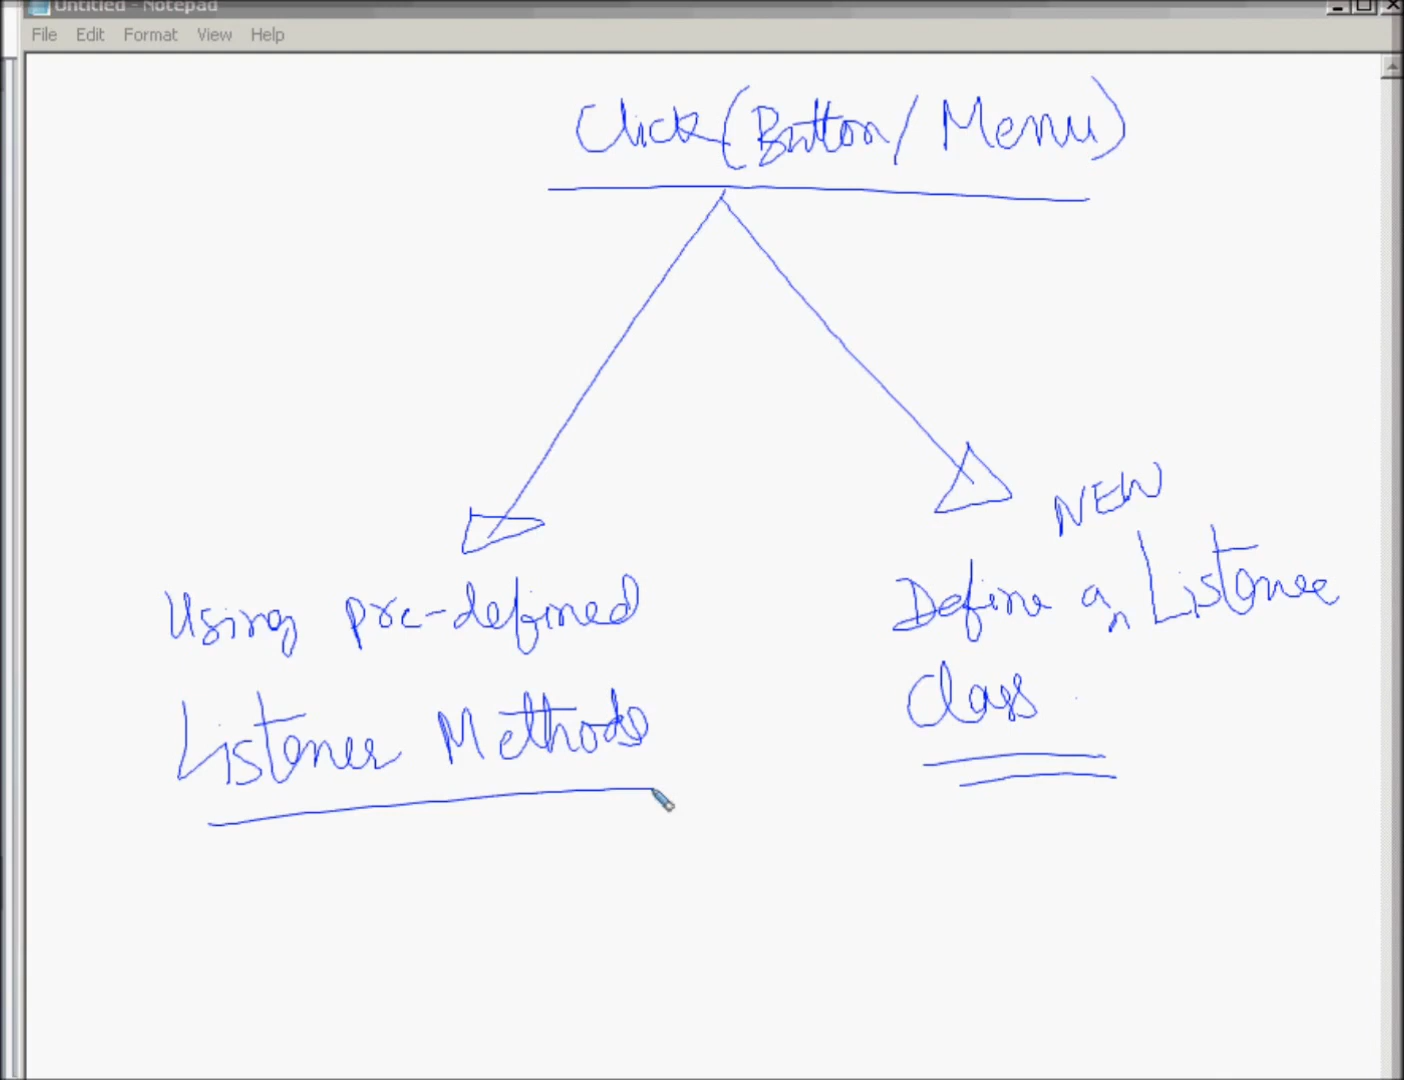 Untitled - Notepad
File Edit Format View Help
Click (Button / Menu)
Using pre-defined
Listener Methods
NEW
Define a ^ Listener
Class